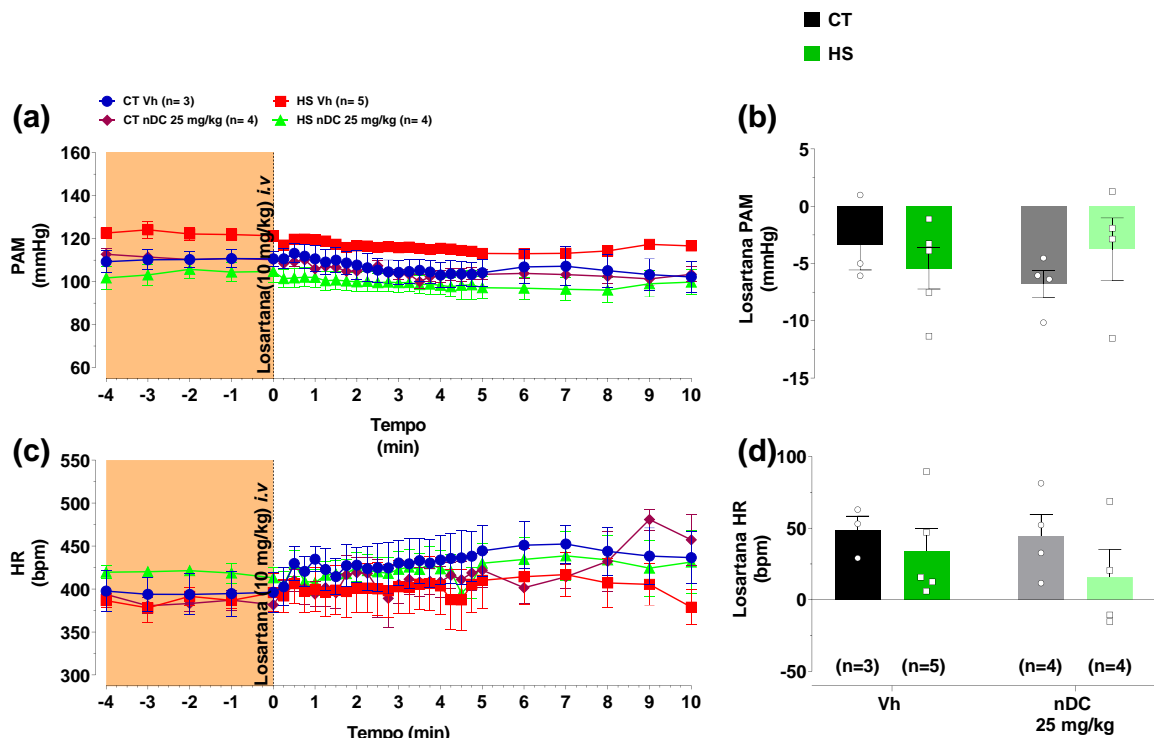 CT
HS
(a)
CT Vh (n= 3)
HS Vh (n= 5)
CT nDC 25 mg/kg (n= 4)
HS nDC 25 mg/kg (n= 4)
160
140
120
100
80
60
PAM
(mmHg)
Losartana(10 mg/kg) i.v
-4 -3 -2 -1 0 1 2 3 4 5 6 7 8 9 10
Tempo
(min)
(b)
5
0
-5
-10
-15
Losartana PAM
(mmHg)
(c)
550
500
450
400
350
300
HR
(bpm)
Losartana (10 mg/kg) i.v
-4 -3 -2 -1 0 1 2 3 4 5 6 7 8 9 10
Tempo (min)
(d)
100
50
0
-50
Losartana HR
(bpm)
(n=3) (n=5) (n=4) (n=4)
Vh nDC
25 mg/kg